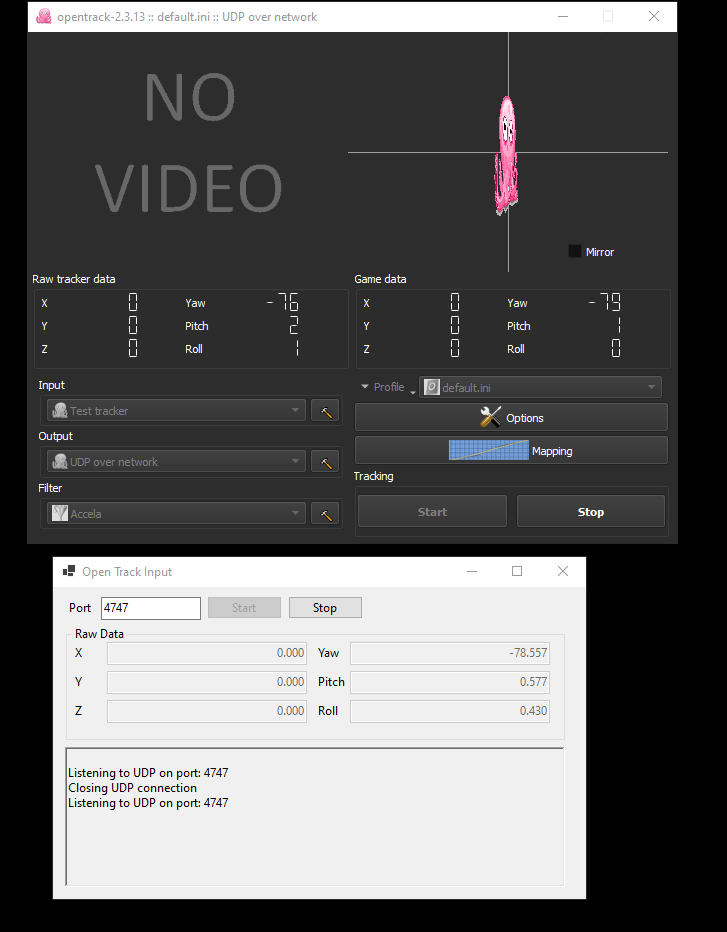 opentrack-2.3.13 :: default.ini :: UDP over network
NO
VIDEO
Mirror
Raw tracker data
X 0 Yaw -76
Y 0 Pitch 2
Z 0 Roll 1
Game data
X 0 Yaw -79
Y 0 Pitch 1
Z 0 Roll 0
Input
Test tracker
Output
UDP over network
Filter
Accela
Profile default.ini
Options
Mapping
Tracking
Start Stop
Open Track Input
Port 4747 Start Stop
Raw Data
X 0.000 Yaw -78.557
Y 0.000 Pitch 0.577
Z 0.000 Roll 0.430
Listening to UDP on port: 4747
Closing UDP connection
Listening to UDP on port: 4747